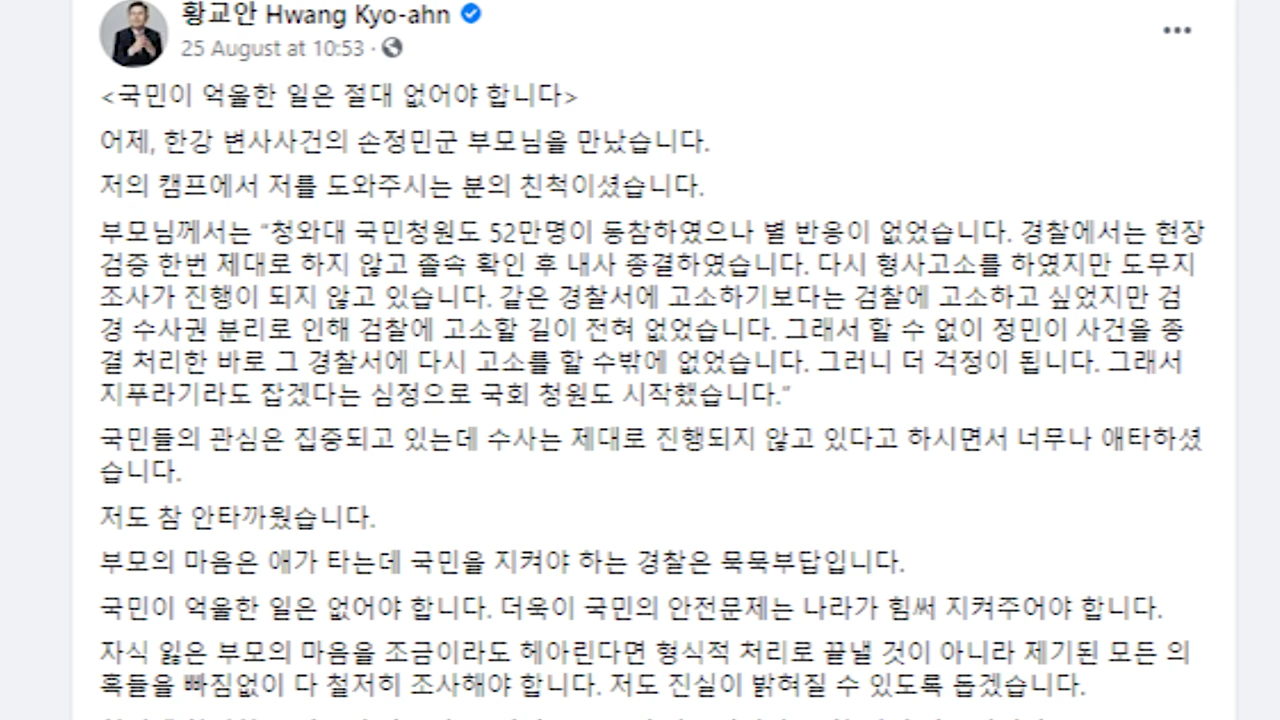 황교안 Hwang Kyo-ahn
25 August at 10:53 ·
<국민이 억울한 일은 절대 없어야 합니다>
어제, 한강 변사사건의 손정민군 부모님을 만났습니다.
저의 캠프에서 저를 도와주시는 분의 친척이셨습니다.
부모님께서는 “청와대 국민청원도 52만명이 동참하였으나 별 반응이 없었습니다. 경찰에서는 현장
검증 한번 제대로 하지 않고 졸속 확인 후 내사 종결하였습니다. 다시 형사고소를 하였지만 도무지
조사가 진행이 되지 않고 있습니다. 같은 경찰서에 고소하기보다는 검찰에 고소하고 싶었지만 검
경 수사권 분리로 인해 검찰에 고소할 길이 전혀 없었습니다. 그래서 할 수 없이 정민이 사건을 종
결 처리한 바로 그 경찰서에 다시 고소를 할 수밖에 없었습니다. 그러니 더 걱정이 됩니다. 그래서
지푸라기라도 잡겠다는 심정으로 국회 청원도 시작했습니다.”
국민들의 관심은 집중되고 있는데 수사는 제대로 진행되지 않고 있다고 하시면서 너무나 애타하셨
습니다.
저도 참 안타까웠습니다.
부모의 마음은 애가 타는데 국민을 지켜야 하는 경찰은 묵묵부답입니다.
국민이 억울한 일은 없어야 합니다. 더욱이 국민의 안전문제는 나라가 힘써 지켜주어야 합니다.
자식 잃은 부모의 마음을 조금이라도 헤아린다면 형식적 처리로 끝낼 것이 아니라 제기된 모든 의
혹들을 빠짐없이 다 철저히 조사해야 합니다. 저도 진실이 밝혀질 수 있도록 돕겠습니다.